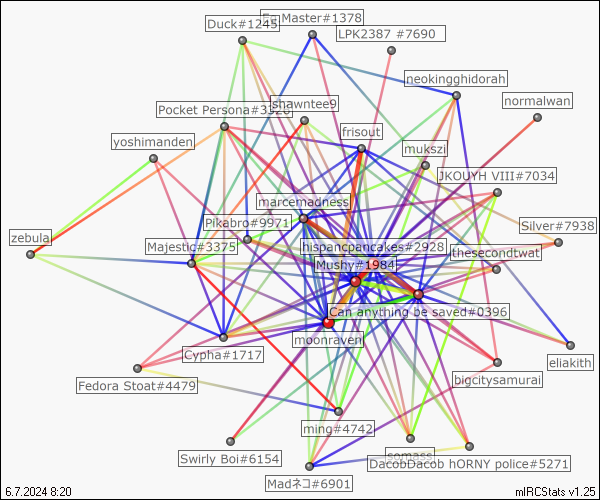 Duck#1245
Eg Master#1378
LPK2387 #7690
neokingghidorah
normalwan
Pocket Persona#3326
shawntee9
frisout
mukszi
yoshimanden
JKOUYH VIII#7034
marcemadness
Pikabro#9971
Silver#7938
zebula
Majestic#3375
hispancpancakes#2928
thesecondtwat
Mushy#1984
Can anything be saved#0396
moonraveni
Cypha#1717
eliakith
Fedora Stoat#4479
bigcitysamurai
ming#4742
Swirly Boi#6154
somass
DacobDacob hORNY police#5271
Madネコ#6901
6.7.2024 8:20
mIRCStats v1.25